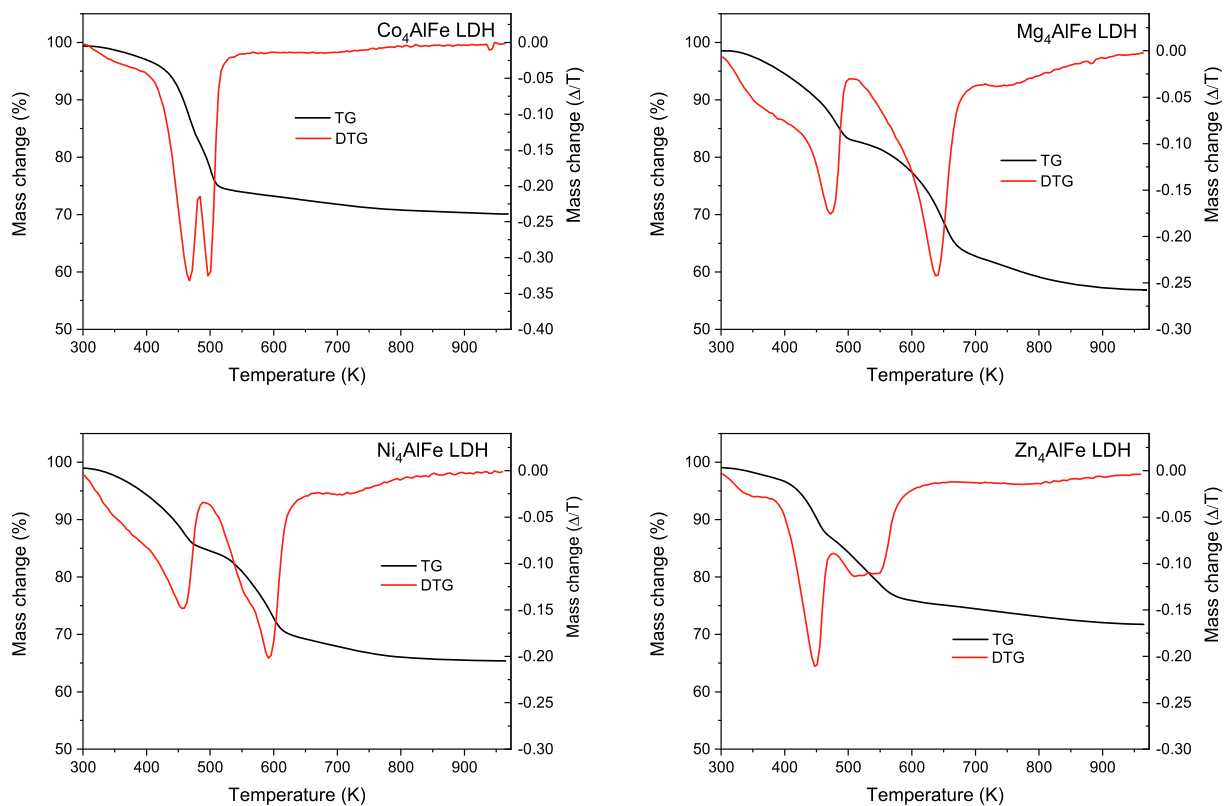 Co₄AlFe LDH
100
90
80
70
60
50
Mass change (%)
0.00
-0.05
-0.10
-0.15
-0.20
-0.25
-0.30
-0.35
-0.40
Mass change (Δ/T)
TG
DTG
300 400 500 600 700 800 900
Temperature (K)
Mg₄AlFe LDH
100
90
80
70
60
50
Mass change (%)
0.00
-0.05
-0.10
-0.15
-0.20
-0.25
-0.30
Mass change (Δ/T)
TG
DTG
300 400 500 600 700 800 900
Temperature (K)
Ni₄AlFe LDH
100
90
80
70
60
50
Mass change (%)
0.00
-0.05
-0.10
-0.15
-0.20
-0.25
-0.30
Mass change (Δ/T)
TG
DTG
300 400 500 600 700 800 900
Temperature (K)
Zn₄AlFe LDH
100
90
80
70
60
50
Mass change (%)
0.00
-0.05
-0.10
-0.15
-0.20
-0.25
-0.30
Mass change (Δ/T)
TG
DTG
300 400 500 600 700 800 900
Temperature (K)